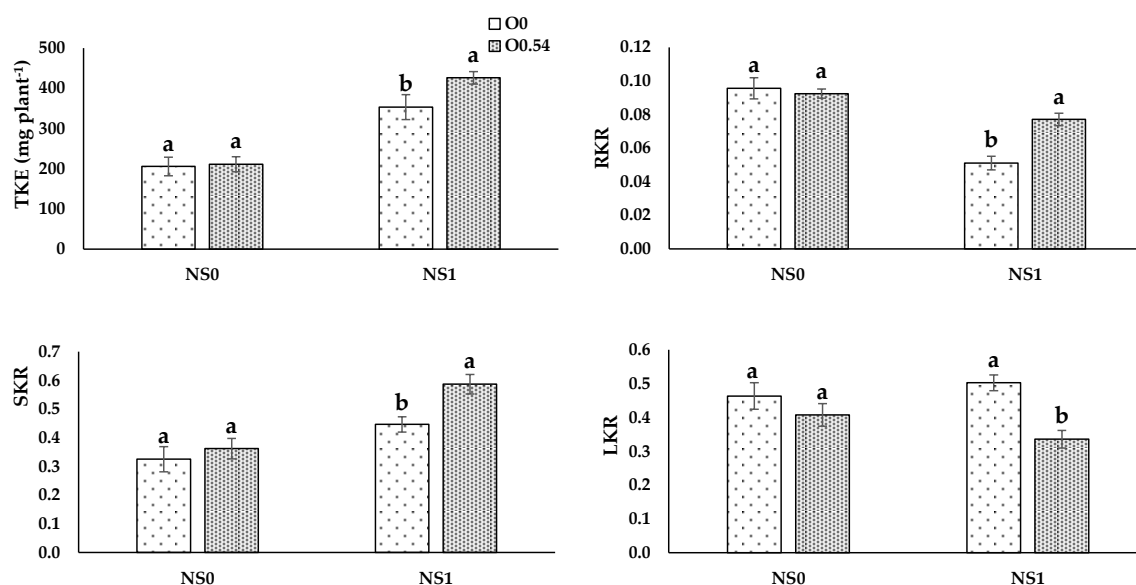 O0
O0.54
TKE (mg plant⁻¹)
500
400
300
200
100
0
a
a
b
a
NS0
NS1
RKR
0.12
0.10
0.08
0.06
0.04
0.02
0.00
a
a
b
a
NS0
NS1
SKR
0.7
0.6
0.5
0.4
0.3
0.2
0.1
0.0
a
a
b
a
NS0
NS1
LKR
0.6
0.5
0.4
0.3
0.2
0.1
0.0
a
a
a
b
NS0
NS1